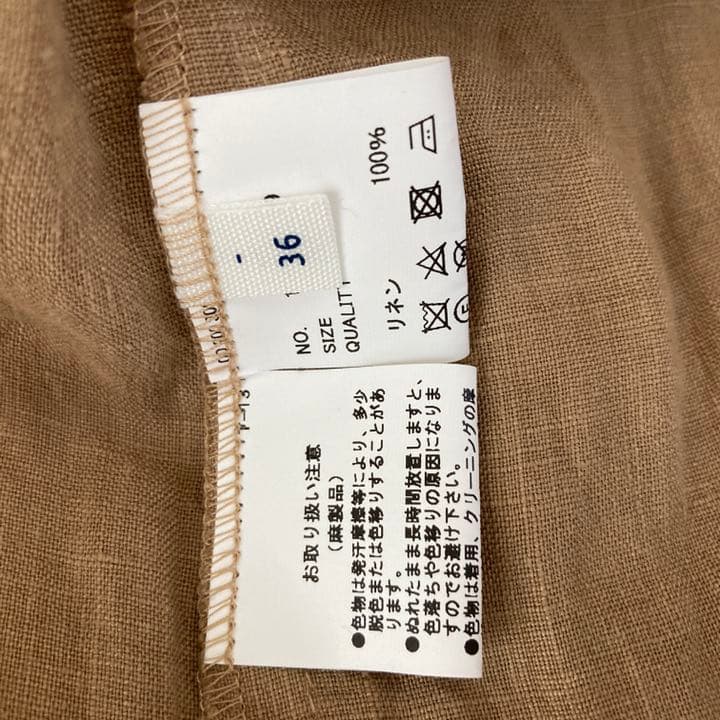 36
NO.
SIZE
QUALITY
リネン 100%
お取り扱い注意
(麻製品)
●色物は発汗摩擦等により、多少
脱色または色移りすることがあ
ります。
●ぬれたまま長時間放置しますと、
色落ちや色移りの原因になりま
すのでお避け下さい。
●色物は着用、クリーニングの摩